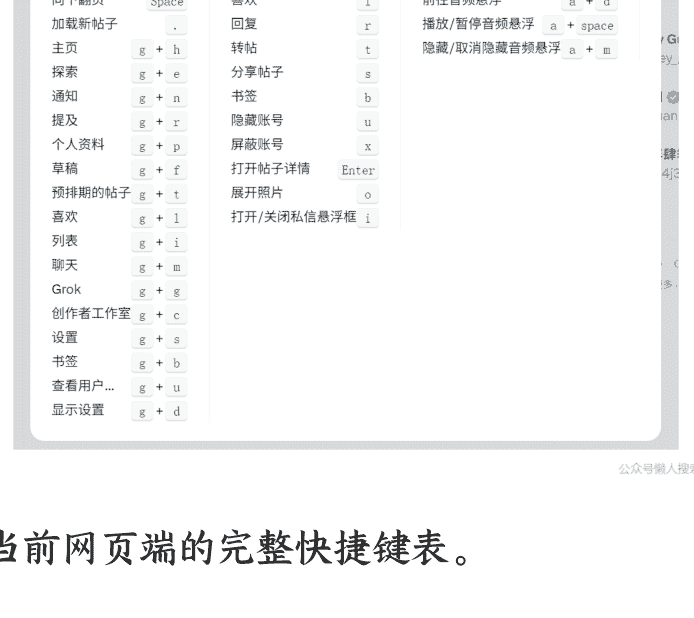 向下翻页 Space
加载新帖子 .
主页 g + h
探索 g + e
通知 g + n
提及 g + r
个人资料 g + p
草稿 g + f
预排期的帖子 g + t
喜欢 g + l
列表 g + i
聊天 g + m
Grok g + g
创作者工作室 g + c
设置 g + s
书签 g + b
查看用户... g + u
显示设置 g + d
喜欢 l
回复 r
转帖 t
分享帖子 s
书签 b
隐藏账号 u
屏蔽账号 x
打开帖子详情 Enter
展开照片 o
打开/关闭私信悬浮框 i
前往音频悬浮 a + d
播放/暂停音频悬浮 a + space
隐藏/取消隐藏音频悬浮 a + m
公众号懒人搜索
当前网页端的完整快捷键表。